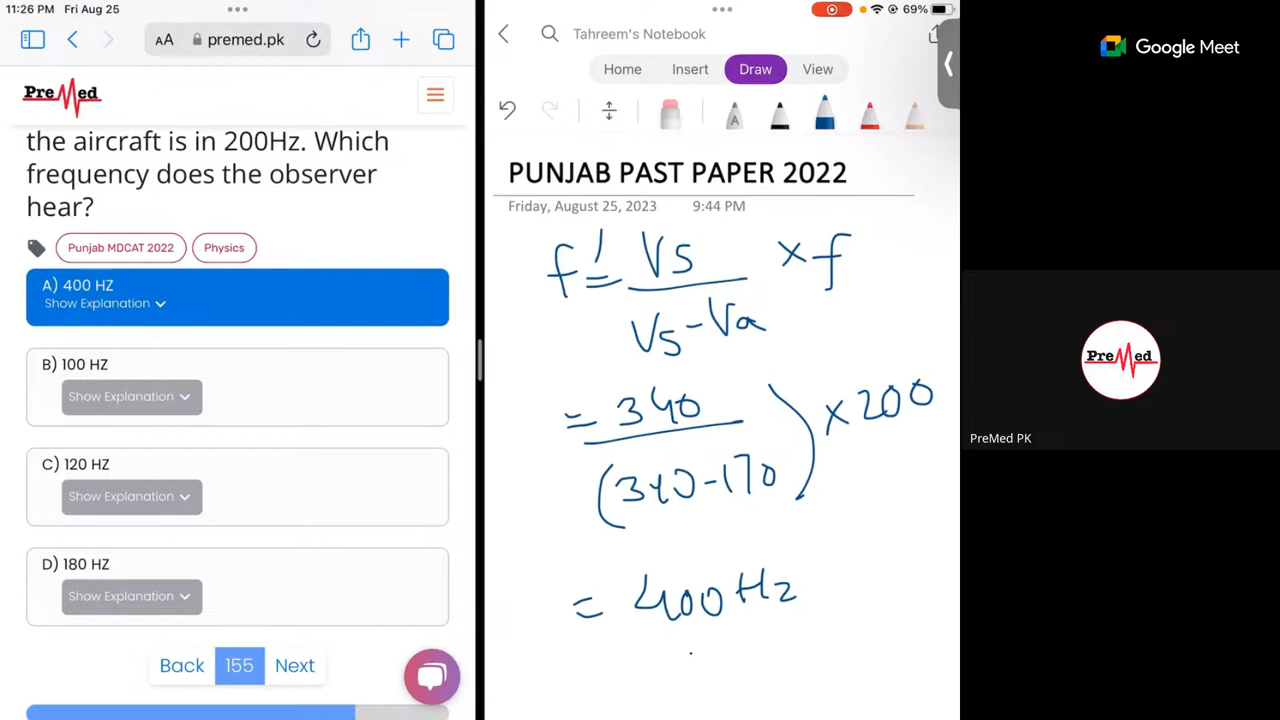 11:26 PM Fri Aug 25
69%
AA premed.pk
PreMed
the aircraft is in 200Hz. Which
frequency does the observer
hear?
Punjab MDCAT 2022 Physics
A) 400 HZ
Show Explanation
B) 100 HZ
Show Explanation
C) 120 HZ
Show Explanation
D) 180 HZ
Show Explanation
Back 155 Next
Tahreem's Notebook
Home Insert Draw View
A
PUNJAB PAST PAPER 2022
Friday, August 25, 2023 9:44 PM
f' = Vs × f
Vs - Va
= 340 ) × 200
(340-170
= 400 Hz
Google Meet
PreMed
PreMed PK